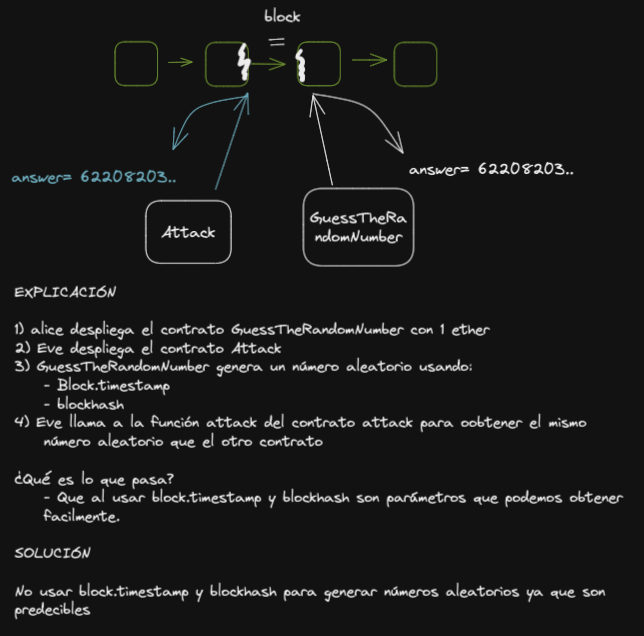 block
=
answer= 62208203..
answer= 62208203..
Attack
GuessTheRa
ndomNumber
EXPLICACIÓN
1) alice despliega el contrato GuessTheRandomNumber con 1 ether
2) Eve despliega el contrato Attack
3) GuessTheRandomNumber genera un número aleatorio usando:
- Block.timestamp
- blockhash
4) Eve llama a la función attack del contrato attack para oobtener el mismo
número aleatorio que el otro contrato
¿Qué es lo que pasa?
- Que al usar block.timestamp y blockhash son parámetros que podemos obtener
facilmente.
SOLUCIÓN
No usar block.timestamp y blockhash para generar números aleatorios ya que son
predecibles